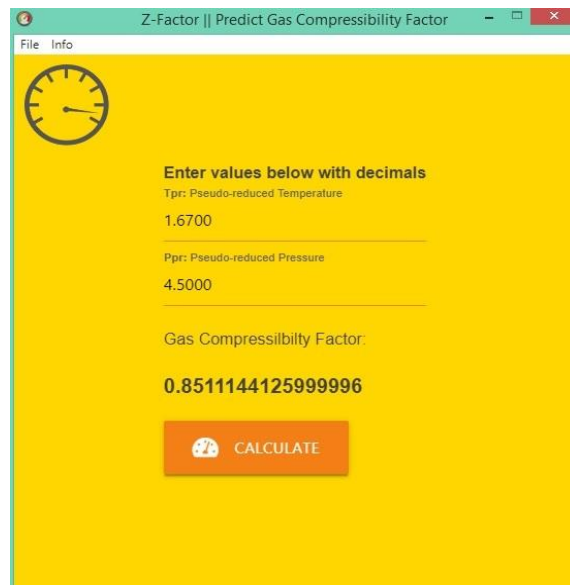 Z-Factor || Predict Gas Compressibility Factor
File Info
Enter values below with decimals
Tpr: Pseudo-reduced Temperature
1.6700
Ppr: Pseudo-reduced Pressure
4.5000
Gas Compressilbilty Factor:
0.8511144125999996
CALCULATE